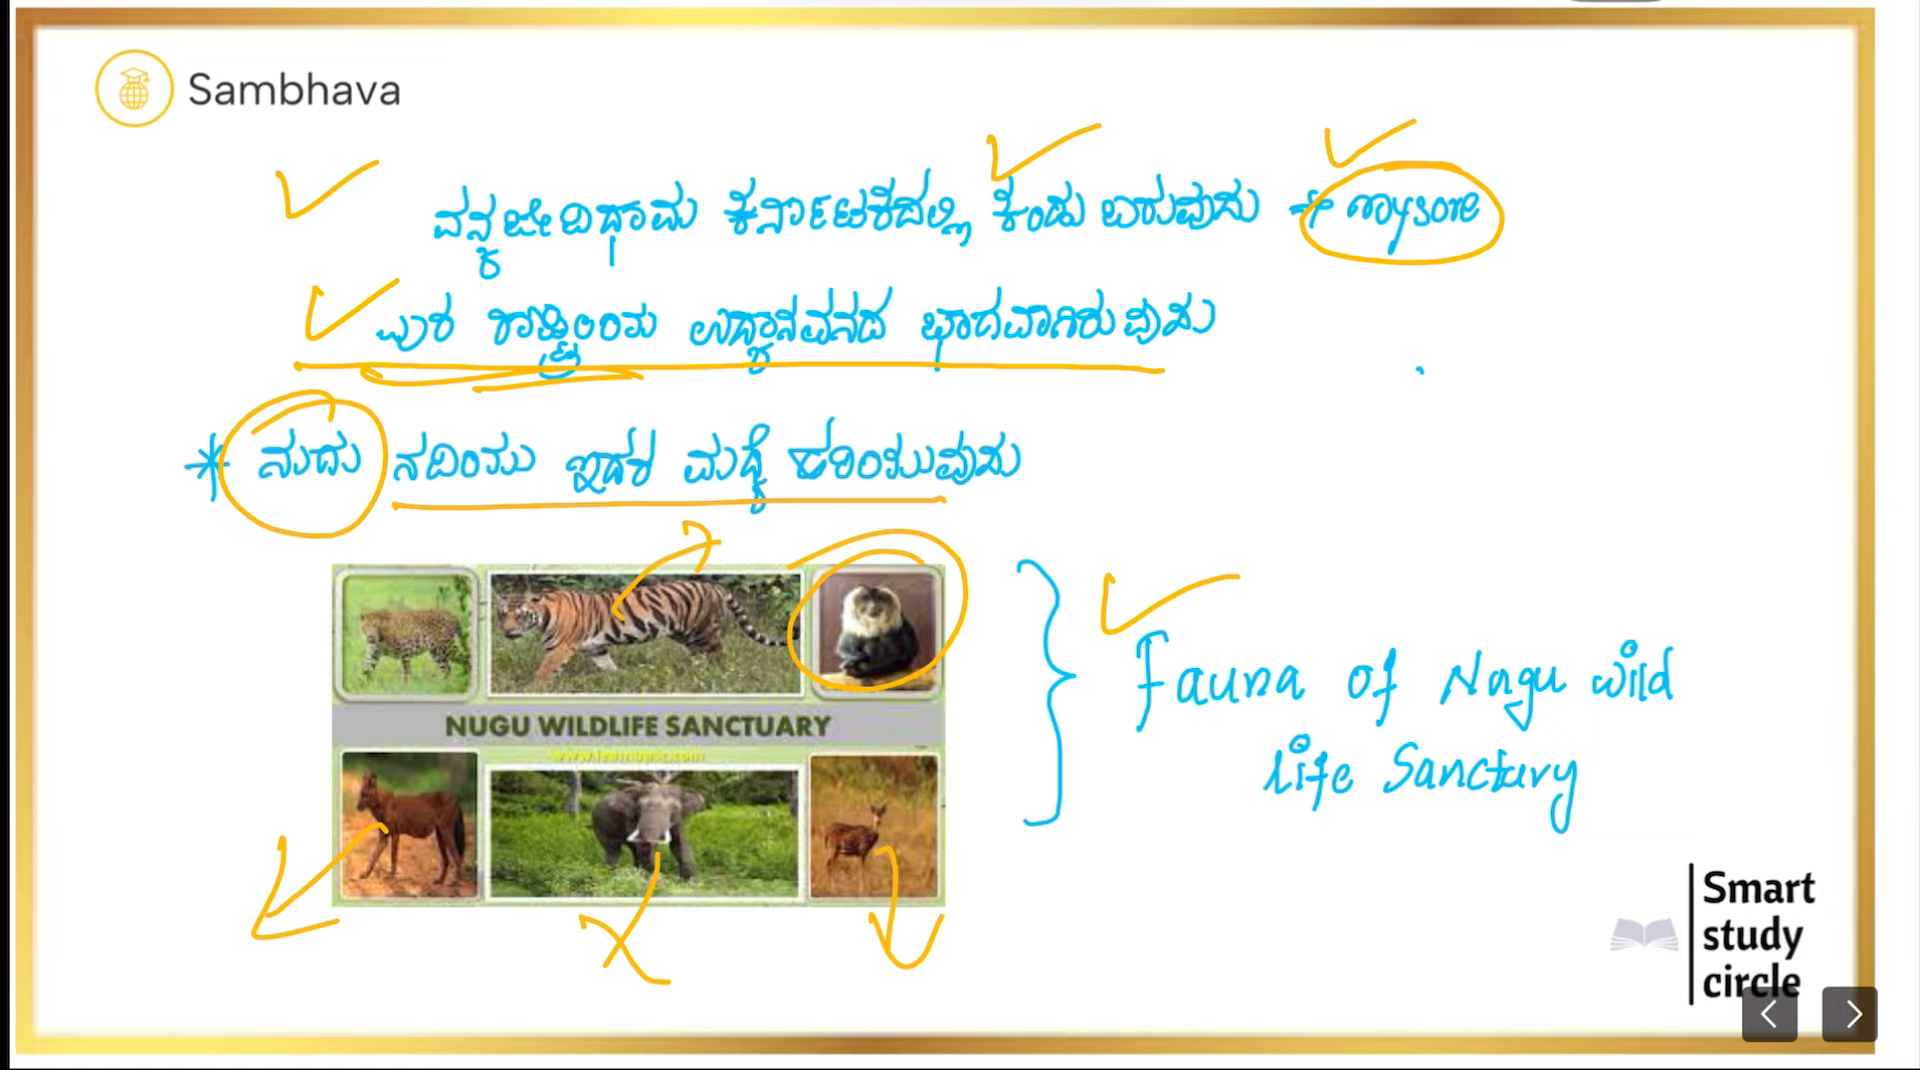 Sambhava
ವನ್ಯಜೀವಿಧಾಮ ಕರ್ನಾಟಕದಲ್ಲಿ ಕಂಡು ಬರುವುದು → mysore
ರಾಷ್ಟ್ರೀಯ ಉದ್ಯಾನವನದ ಭಾಗವಾಗಿರುವುದು
* ನುಗು ನದಿಯು ಇದರ ಮಧ್ಯೆ ಹರಿಯುವುದು
NUGU WILDLIFE SANCTUARY
Fauna of Nugu wild
life Sanctury
Smart
study
circle